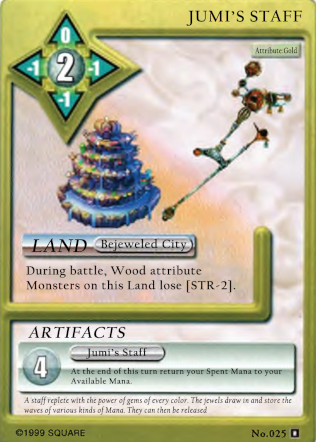 JUMI'S STAFF
Attribute:Gold
0
-1 2 -1
-1
LAND Bejeweled City
During battle, Wood attribute
Monsters on this Land lose [STR-2].
ARTIFACTS
4
Jumi's Staff
At the end of this turn return your Spent Mana to your
Available Mana.
A staff replete with the power of gems of every color. The jewels draw in and store the
waves of various kinds of Mana. They can then be released
©1999 SQUARE
No.025